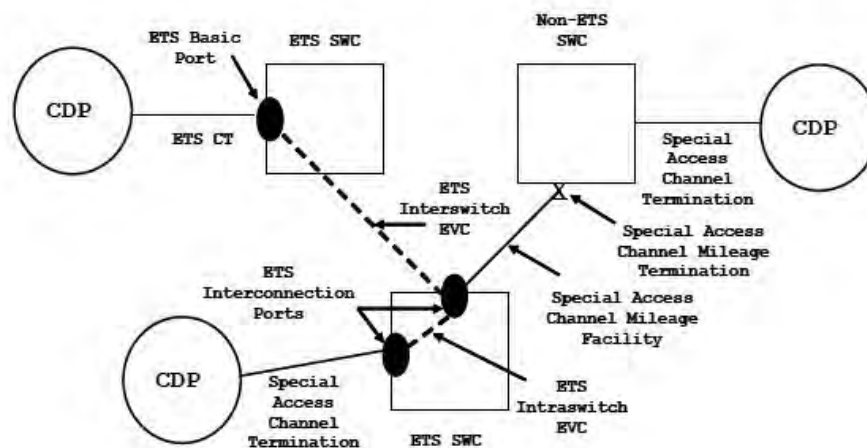 ETS Basic
Port
ETS SWC
Non-ETS
SWC
CDP
ETS CT
CDP
Special
Access
Channel
Termination
ETS
Interswitch
EVC
Special Access
Channel Mileage
Termination
ETS
Interconnection
Ports
Special Access
Channel Mileage
Facility
X
CDP
Special
Access
Channel
Termination
ETS SWC
ETS
Intraswitch
EVC